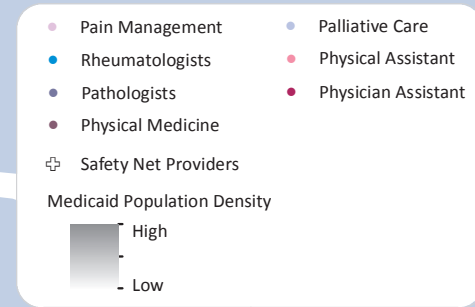 Pain Management
Rheumatologists
Pathologists
Physical Medicine
Palliative Care
Physical Assistant
Physician Assistant
Safety Net Providers
Medicaid Population Density
High
Low